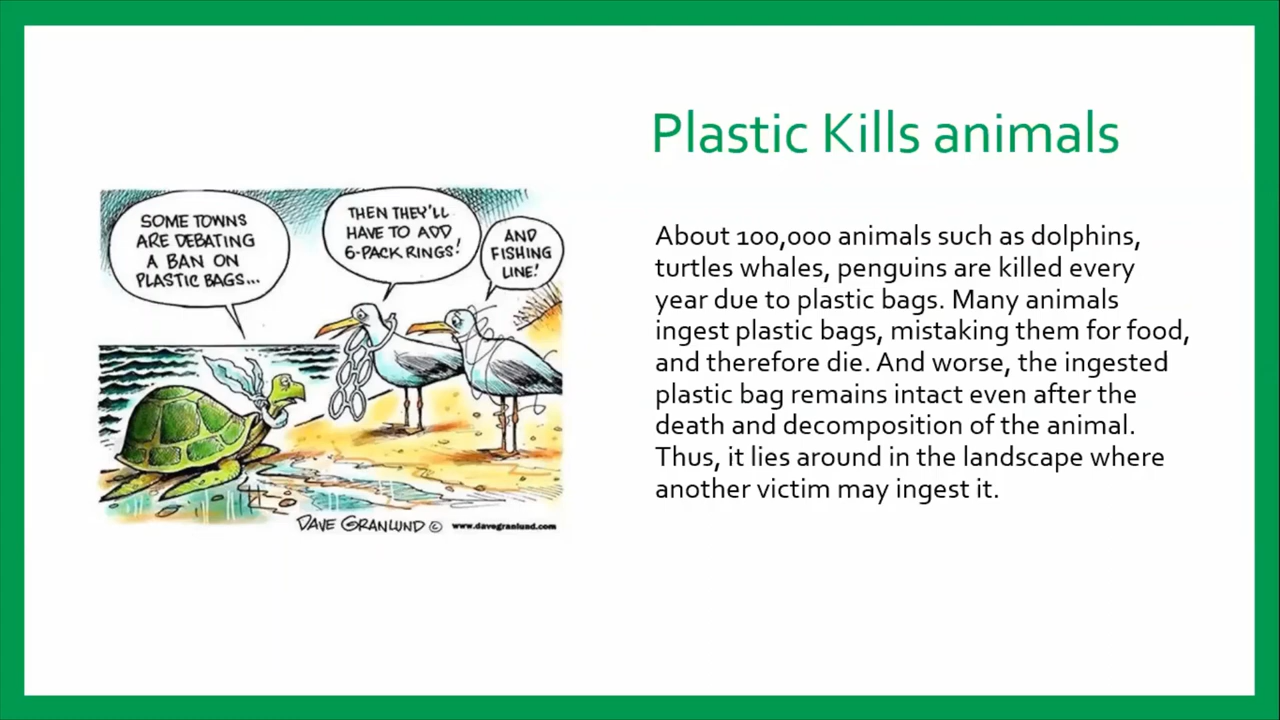 Plastic Kills animals
SOME TOWNS
ARE DEBATING
A BAN ON
PLASTIC BAGS...
THEN THEY'LL
HAVE TO ADD
6-PACK RINGS!
AND
FISHING
LINE!
DAVE GRANLUND © www.davegranlund.com
About 100,000 animals such as dolphins,
turtles whales, penguins are killed every
year due to plastic bags. Many animals
ingest plastic bags, mistaking them for food,
and therefore die. And worse, the ingested
plastic bag remains intact even after the
death and decomposition of the animal.
Thus, it lies around in the landscape where
another victim may ingest it.